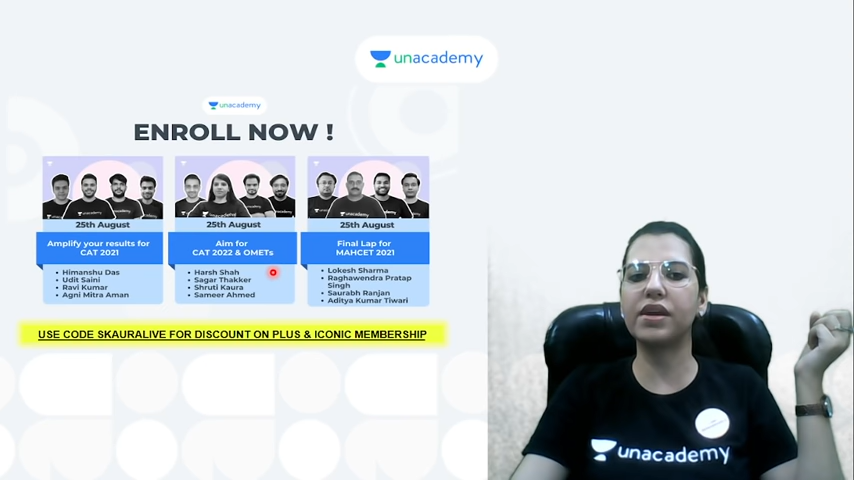 unacademy
unacademy
ENROLL NOW !
25th August
Amplify your results for
CAT 2021
Himanshu Das
Udit Saini
Ravi Kumar
Agni Mitra Aman
25th August
Aim for
CAT 2022 & OMETs
Harsh Shah
Sagar Thakker
Shruti Kaura
Sameer Ahmed
25th August
Final Lap for
MAHCET 2021
Lokesh Sharma
Raghawendra Pratap
Singh
Saurabh Ranjan
Aditya Kumar Tiwari
USE CODE SKAURALIVE FOR DISCOUNT ON PLUS & ICONIC MEMBERSHIP
unacademy